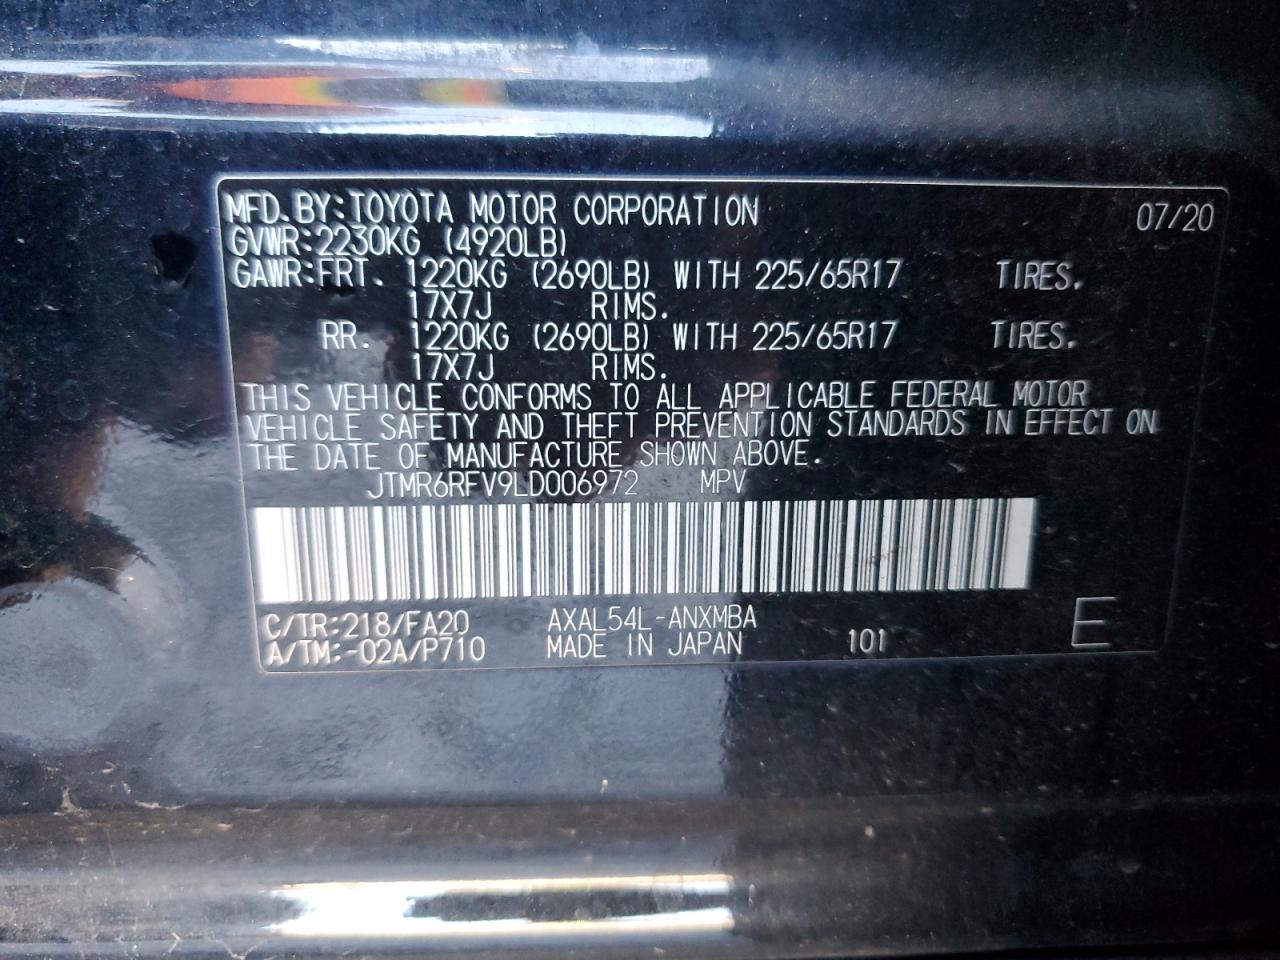 MFD.BY:TOYOTA MOTOR CORPORATION 07/20
GVWR:2230KG (4920LB)
GAWR:FRT. 1220KG (2690LB) WITH 225/65R17 TIRES.
17X7J RIMS.
RR. 1220KG (2690LB) WITH 225/65R17 TIRES.
17X7J RIMS.
THIS VEHICLE CONFORMS TO ALL APPLICABLE FEDERAL MOTOR
VEHICLE SAFETY AND THEFT PREVENTION STANDARDS IN EFFECT ON
THE DATE OF MANUFACTURE SHOWN ABOVE.
JTMR6RFV9LD006972 MPV
C/TR:218/FA20 AXAL54L-ANXMBA
A/TM:-02A/P710 MADE IN JAPAN 101 E